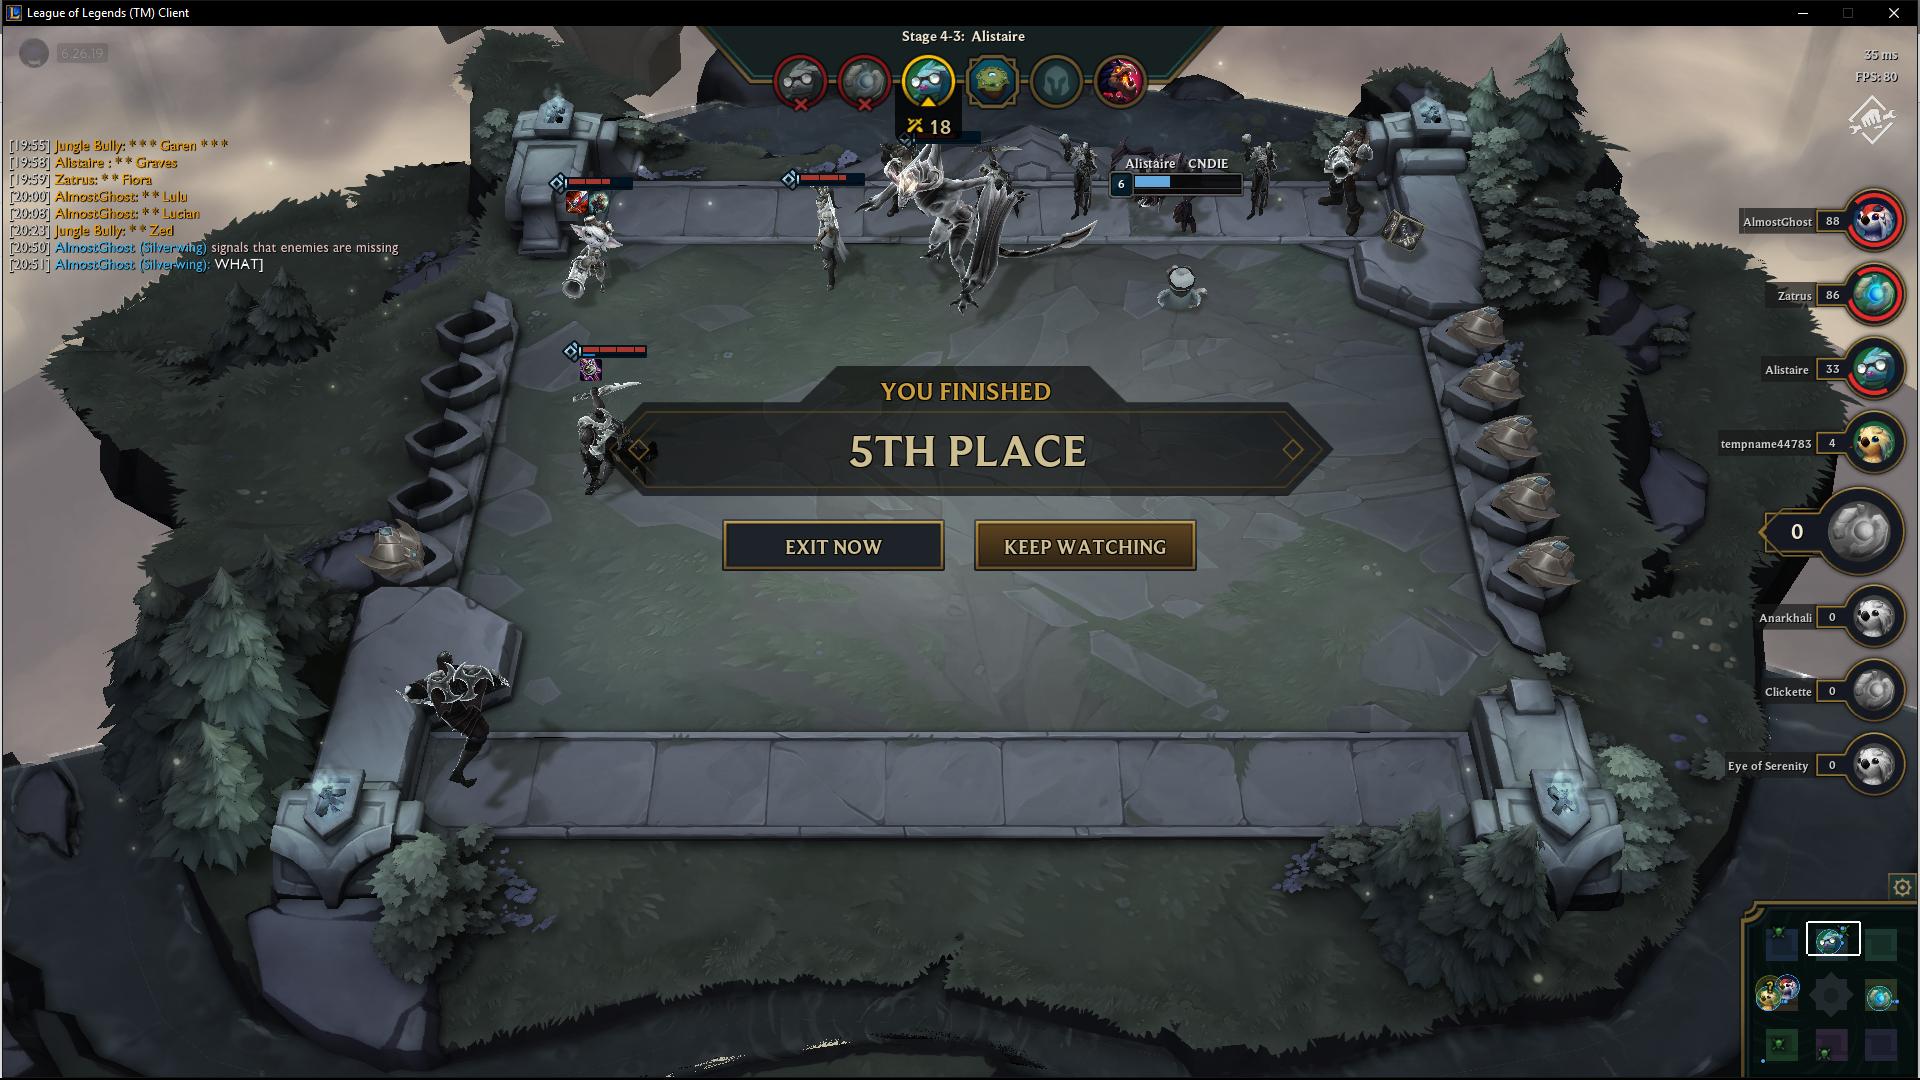 League of Legends (TM) Client
6.26.19
Stage 4-3: Alistaire
18
35 ms
FPS: 80
[19:55] Jungle Bully: * * * Garen * * *
[19:58] Alistaire : * * Graves
[19:59] Zatrus: * * Fiora
[20:00] AlmostGhost: * * Lulu
[20:08] AlmostGhost: * * Lucian
[20:23] Jungle Bully: * * Zed
[20:50] AlmostGhost (Silverwing) signals that enemies are missing
[20:51] AlmostGhost (Silverwing): WHAT]
Alistaire CNDIE
6
AlmostGhost 88
Zatrus 86
Alistaire 33
tempname44783 4
0
Anarkhali 0
Clickette 0
Eye of Serenity 0
YOU FINISHED
5TH PLACE
EXIT NOW
KEEP WATCHING